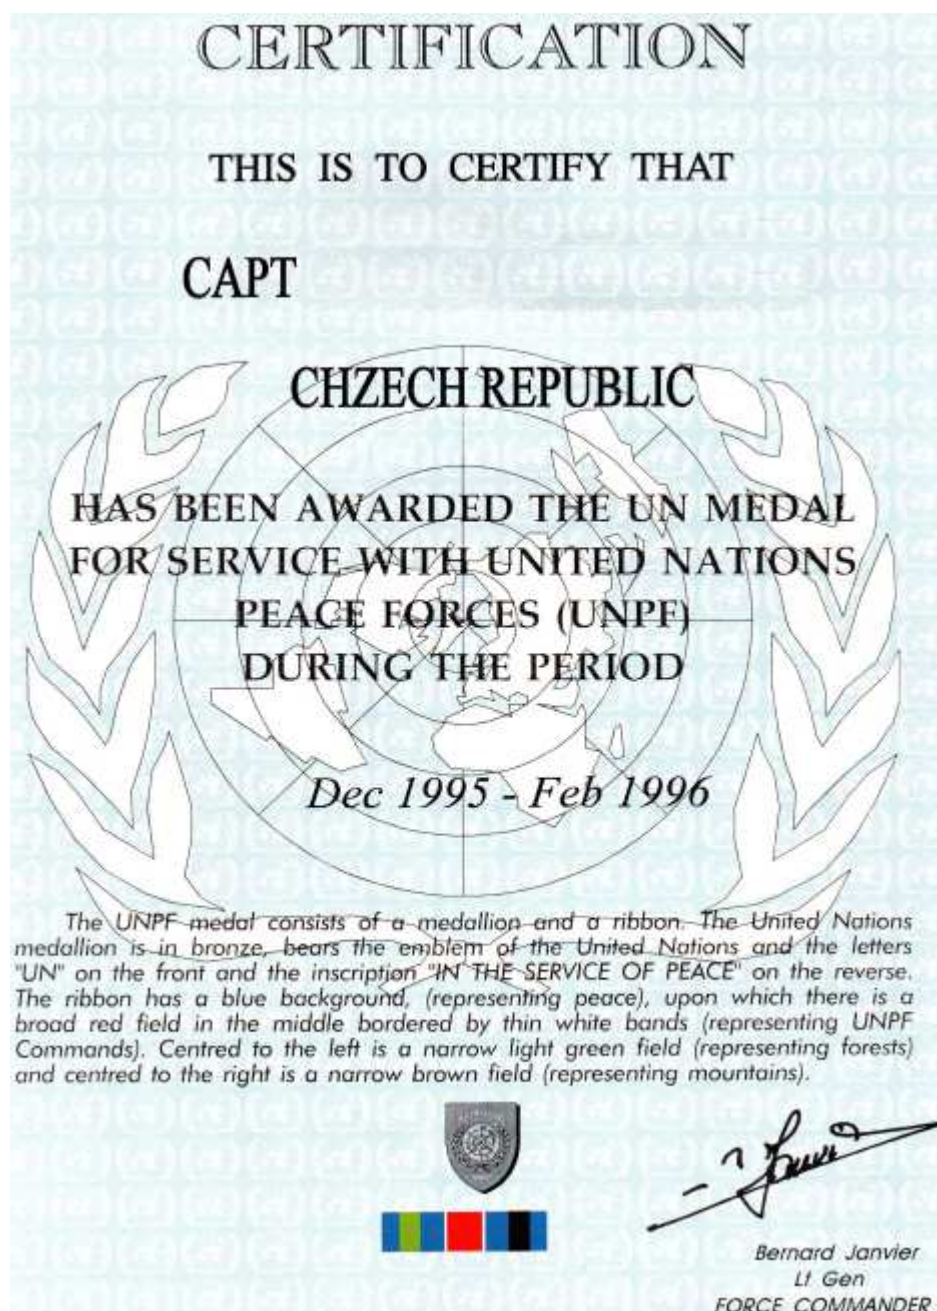 CERTIFICATION
THIS IS TO CERTIFY THAT
CAPT
CHZECH REPUBLIC
HAS BEEN AWARDED THE UN MEDAL
FOR SERVICE WITH UNITED NATIONS
PEACE FORCES (UNPF)
DURING THE PERIOD
Dec 1995 - Feb 1996
The UNPF medal consists of a medallion and a ribbon. The United Nations
medallion is in bronze, bears the emblem of the United Nations and the letters
"UN" on the front and the inscription "IN THE SERVICE OF PEACE" on the reverse.
The ribbon has a blue background, (representing peace), upon which there is a
broad red field in the middle bordered by thin white bands (representing UNPF
Commands). Centred to the left is a narrow light green field (representing forests)
and centred to the right is a narrow brown field (representing mountains).
Bernard Janvier
Lt Gen
FORCE COMMANDER